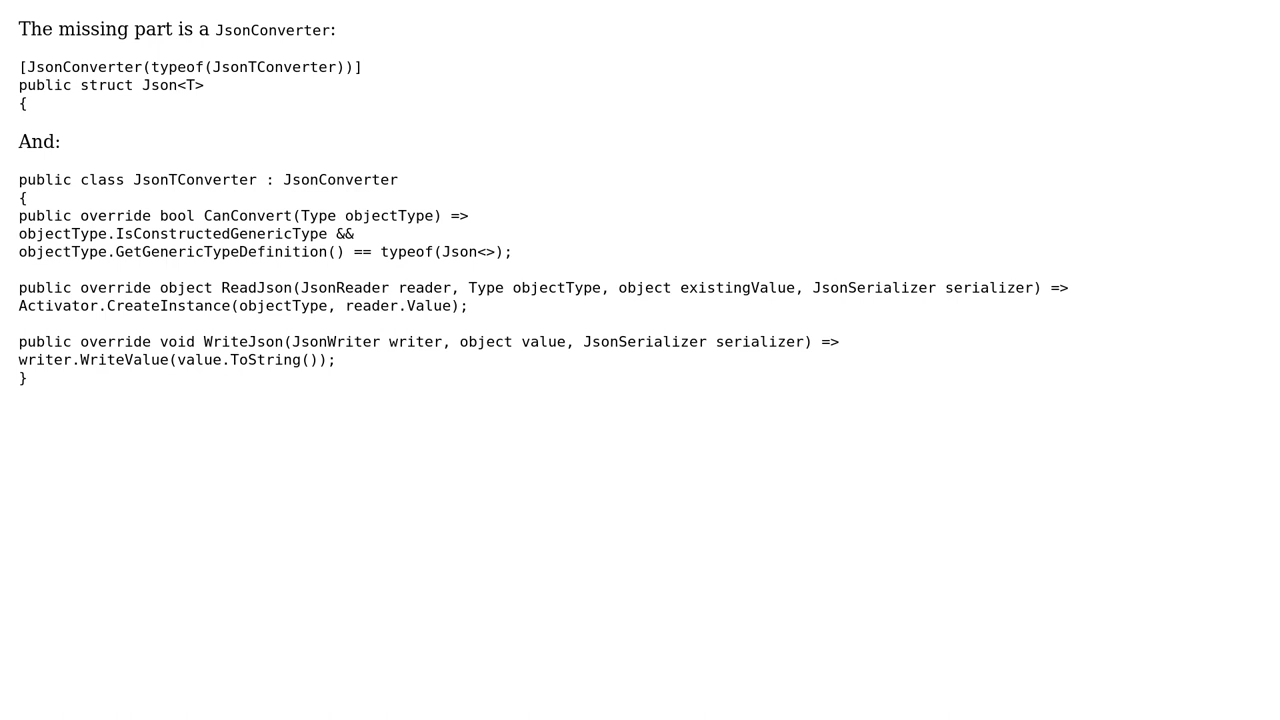 The missing part is a JsonConverter:
[JsonConverter(typeof(JsonTConverter))]
public struct Json<T>
{
And:
public class JsonTConverter : JsonConverter
{
public override bool CanConvert(Type objectType) =>
objectType.IsConstructedGenericType &&
objectType.GetGenericTypeDefinition() == typeof(Json<>);
public override object ReadJson(JsonReader reader, Type objectType, object existingValue, JsonSerializer serializer) =>
Activator.CreateInstance(objectType, reader.Value);
public override void WriteJson(JsonWriter writer, object value, JsonSerializer serializer) =>
writer.WriteValue(value.ToString());
}